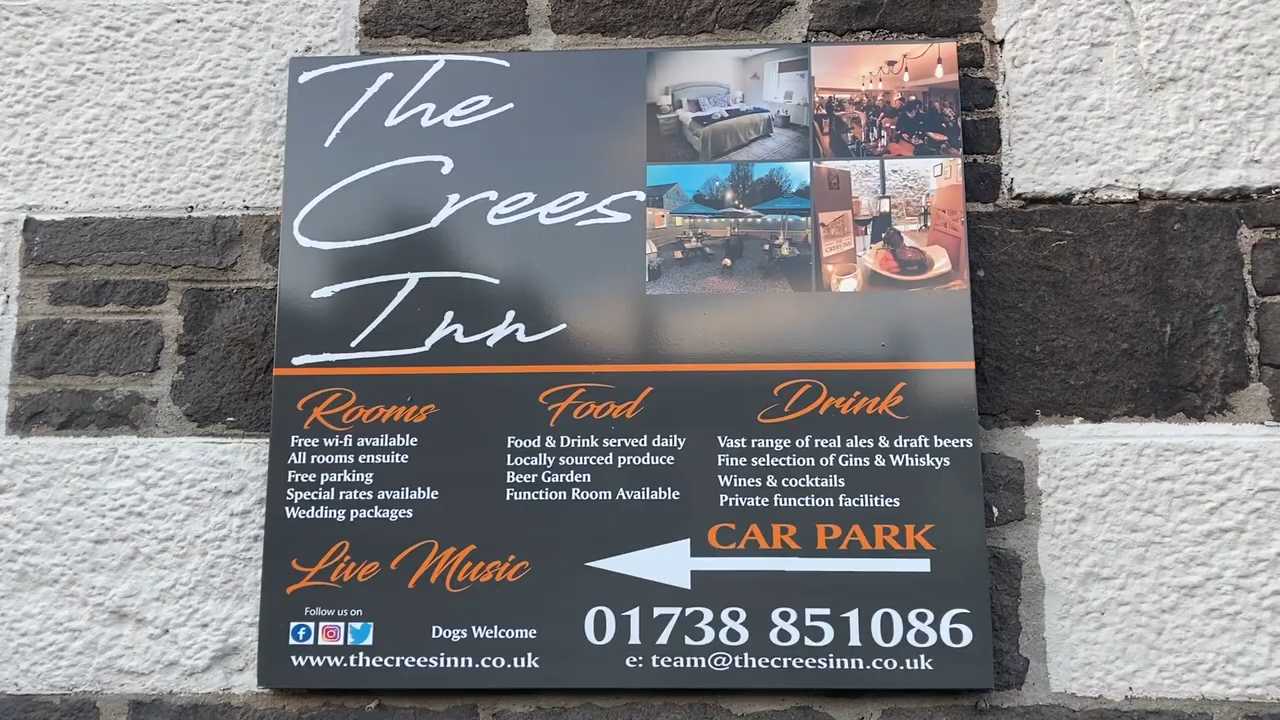 The
Crees
Inn
CREES INN
Rooms
Free wi-fi available
All rooms ensuite
Free parking
Special rates available
Wedding packages
Food
Food & Drink served daily
Locally sourced produce
Beer Garden
Function Room Available
Drink
Vast range of real ales & draft beers
Fine selection of Gins & Whiskys
Wines & cocktails
Private function facilities
Live Music
CAR PARK
Follow us on
Dogs Welcome
www.thecreesinn.co.uk
01738 851086
e: team@thecreesinn.co.uk